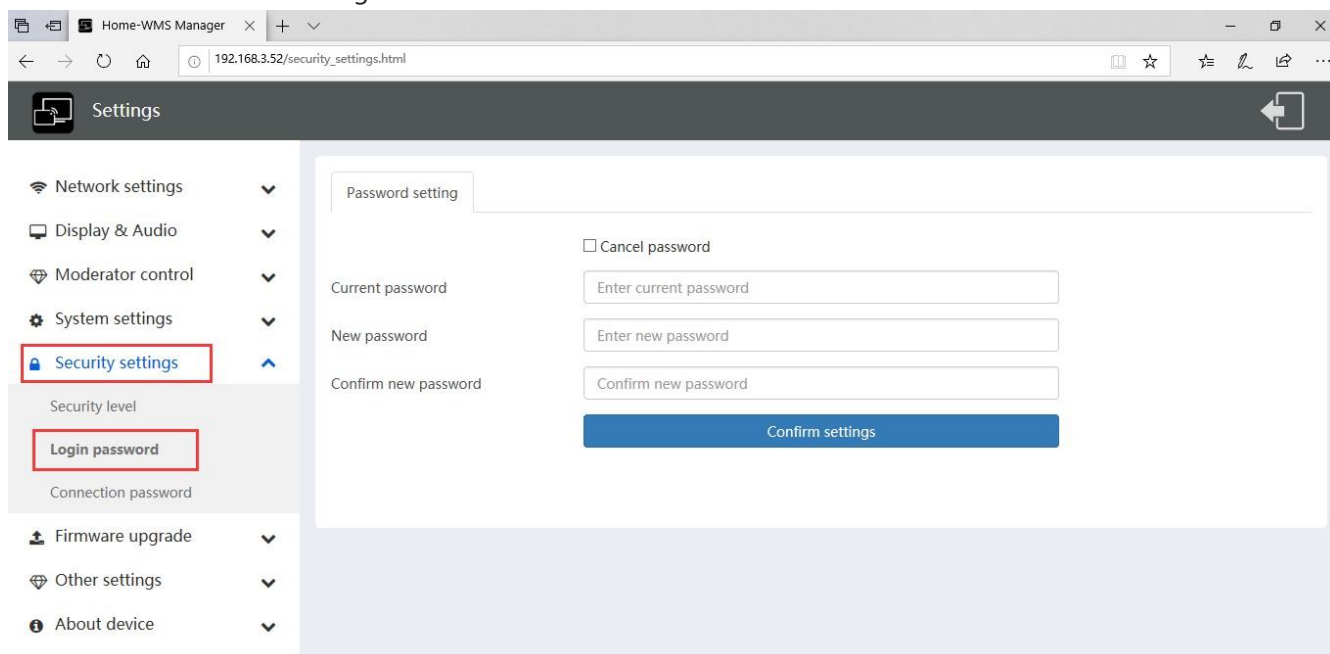 Home-WMS Manager
192.168.3.52/security_settings.html
Settings
Network settings
Display & Audio
Moderator control
System settings
Security settings
Security level
Login password
Connection password
Firmware upgrade
Other settings
About device
Password setting
Cancel password
Current password
Enter current password
New password
Enter new password
Confirm new password
Confirm new password
Confirm settings